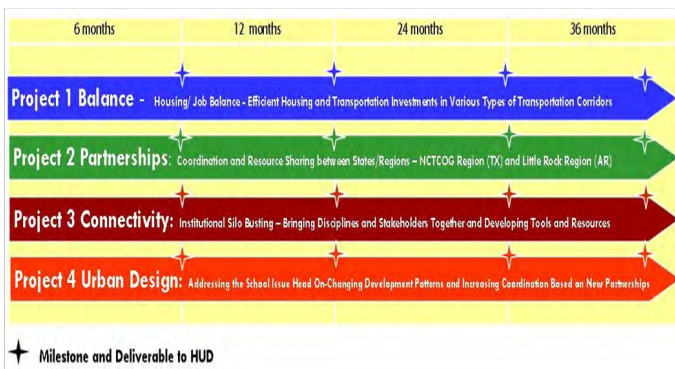 6 months 12 months 24 months 36 months
Project 1 Balance - Housing/ Job Balance - Efficient Housing and Transportation Investments in Various Types of Transportation Corridors
Project 2 Partnerships: Coordination and Resource Sharing between States/Regions – NCTCOG Region (TX) and Little Rock Region (AR)
Project 3 Connectivity: Institutional Silo Busting – Bringing Disciplines and Stakeholders Together and Developing Tools and Resources
Project 4 Urban Design: Addressing the School Issue Head On-Changing Development Patterns and Increasing Coordination Based on New Partnerships
Milestone and Deliverable to HUD